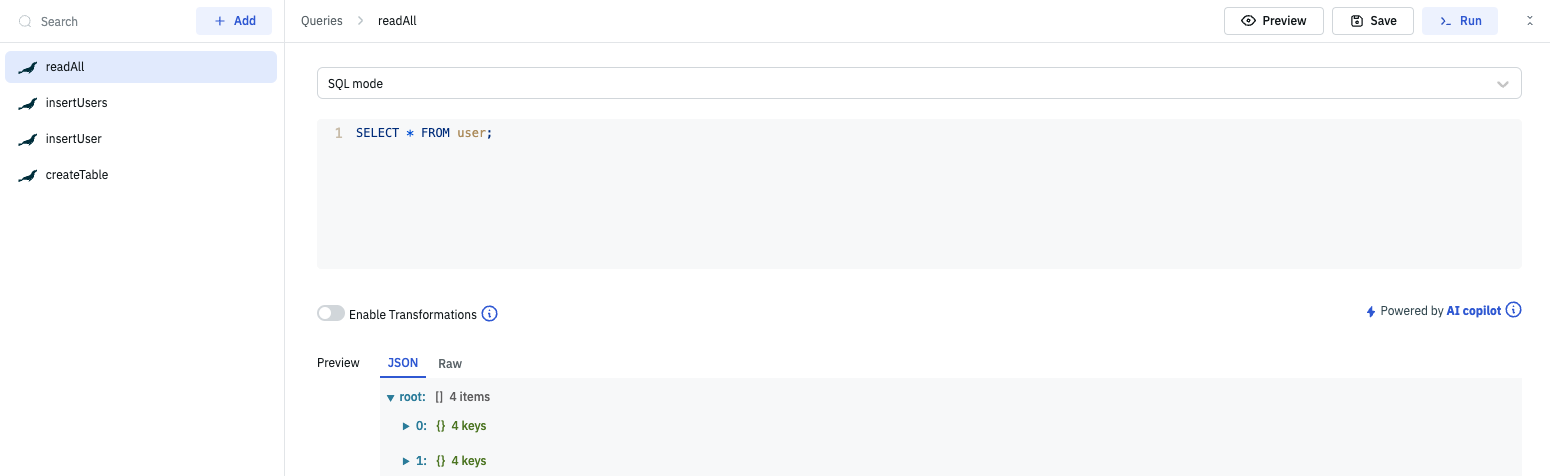 Search
+ Add
Queries > readAll
Preview
Save
>_ Run
readAll
insertUsers
insertUser
createTable
SQL mode
1 SELECT * FROM user;
Enable Transformations
Powered by AI copilot
Preview
JSON
Raw
root: [] 4 items
0: {} 4 keys
1: {} 4 keys